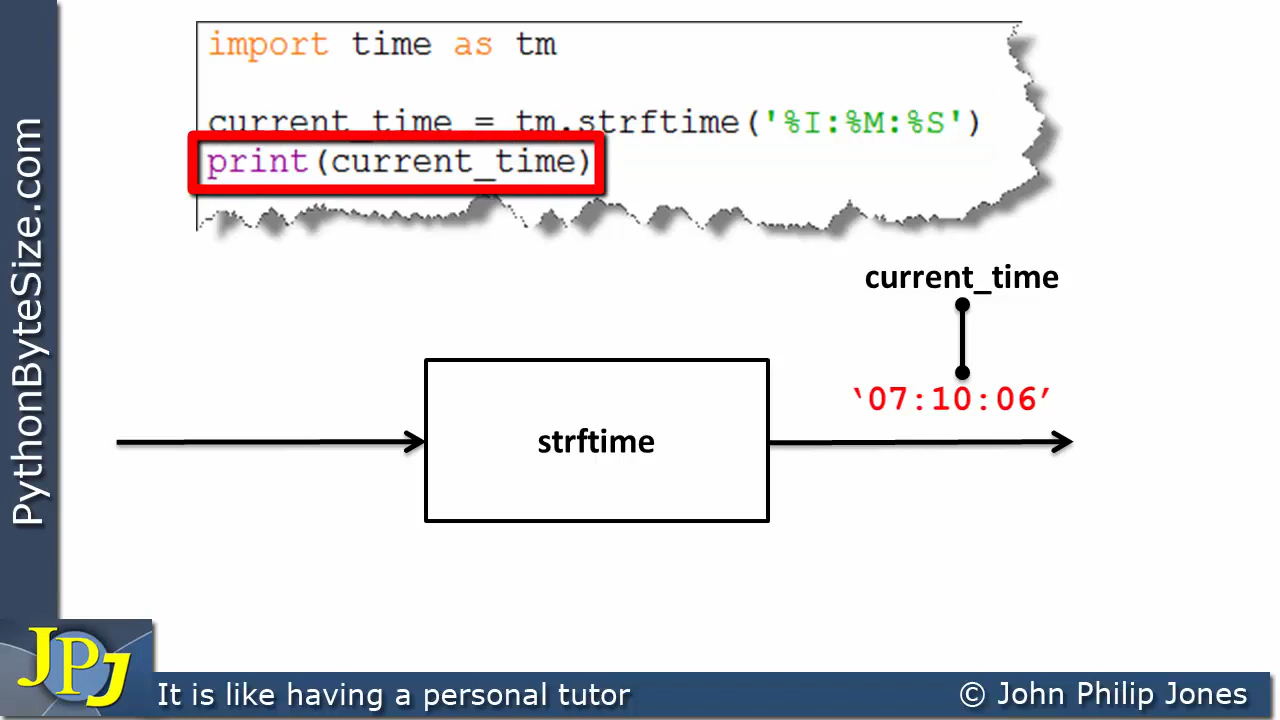 import time as tm
current_time = tm.strftime('%I:%M:%S')
print(current_time)
current_time
‘07:10:06’
strftime
PythonByteSize.com
JPJ
It is like having a personal tutor
© John Philip Jones